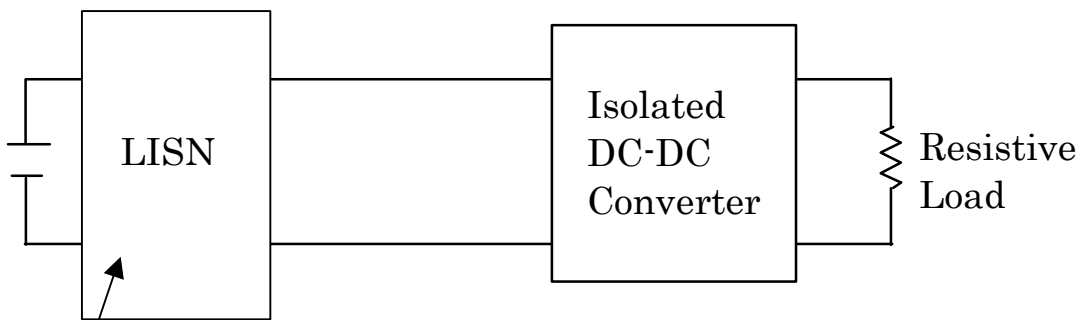 LISN
Isolated
DC-DC
Converter
Resistive
Load